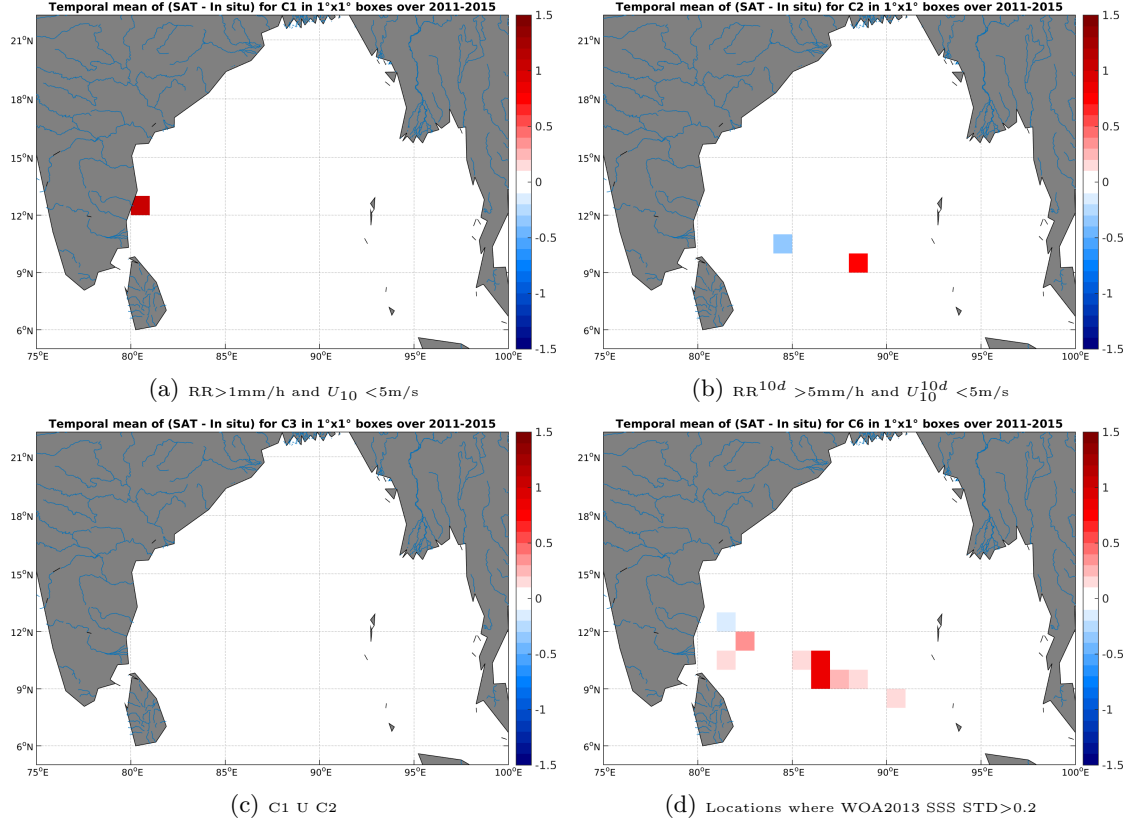 Temporal mean of (SAT - In situ) for C1 in 1°x1° boxes over 2011-2015
21°N
18°N
15°N
12°N
9°N
6°N
75°E 80°E 85°E 90°E 95°E 100°E
1.5
1
0.5
0
-0.5
-1
-1.5
(a) RR>1mm/h and U10 <5m/s
Temporal mean of (SAT - In situ) for C2 in 1°x1° boxes over 2011-2015
21°N
18°N
15°N
12°N
9°N
6°N
75°E 80°E 85°E 90°E 95°E 100°E
1.5
1
0.5
0
-0.5
-1
-1.5
(b) RR^10d >5mm/h and U10^10d <5m/s
Temporal mean of (SAT - In situ) for C3 in 1°x1° boxes over 2011-2015
21°N
18°N
15°N
12°N
9°N
6°N
75°E 80°E 85°E 90°E 95°E 100°E
1.5
1
0.5
0
-0.5
-1
-1.5
(c) C1 U C2
Temporal mean of (SAT - In situ) for C6 in 1°x1° boxes over 2011-2015
21°N
18°N
15°N
12°N
9°N
6°N
75°E 80°E 85°E 90°E 95°E 100°E
1.5
1
0.5
0
-0.5
-1
-1.5
(d) Locations where WOA2013 SSS STD>0.2